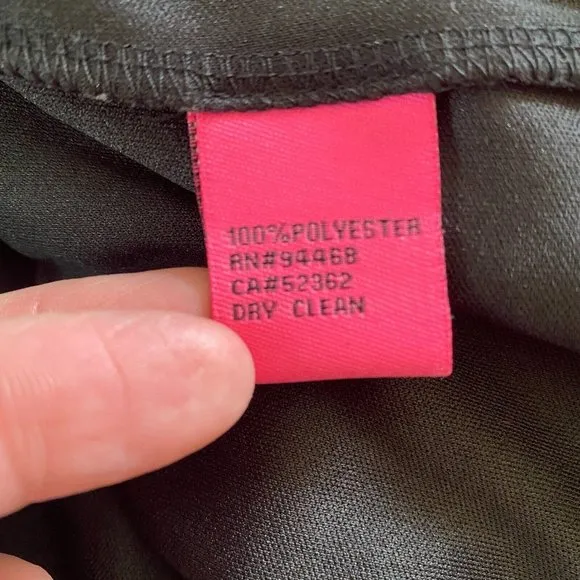 100%POLYESTER
RN#94468
CA#52362
DRY CLEAN